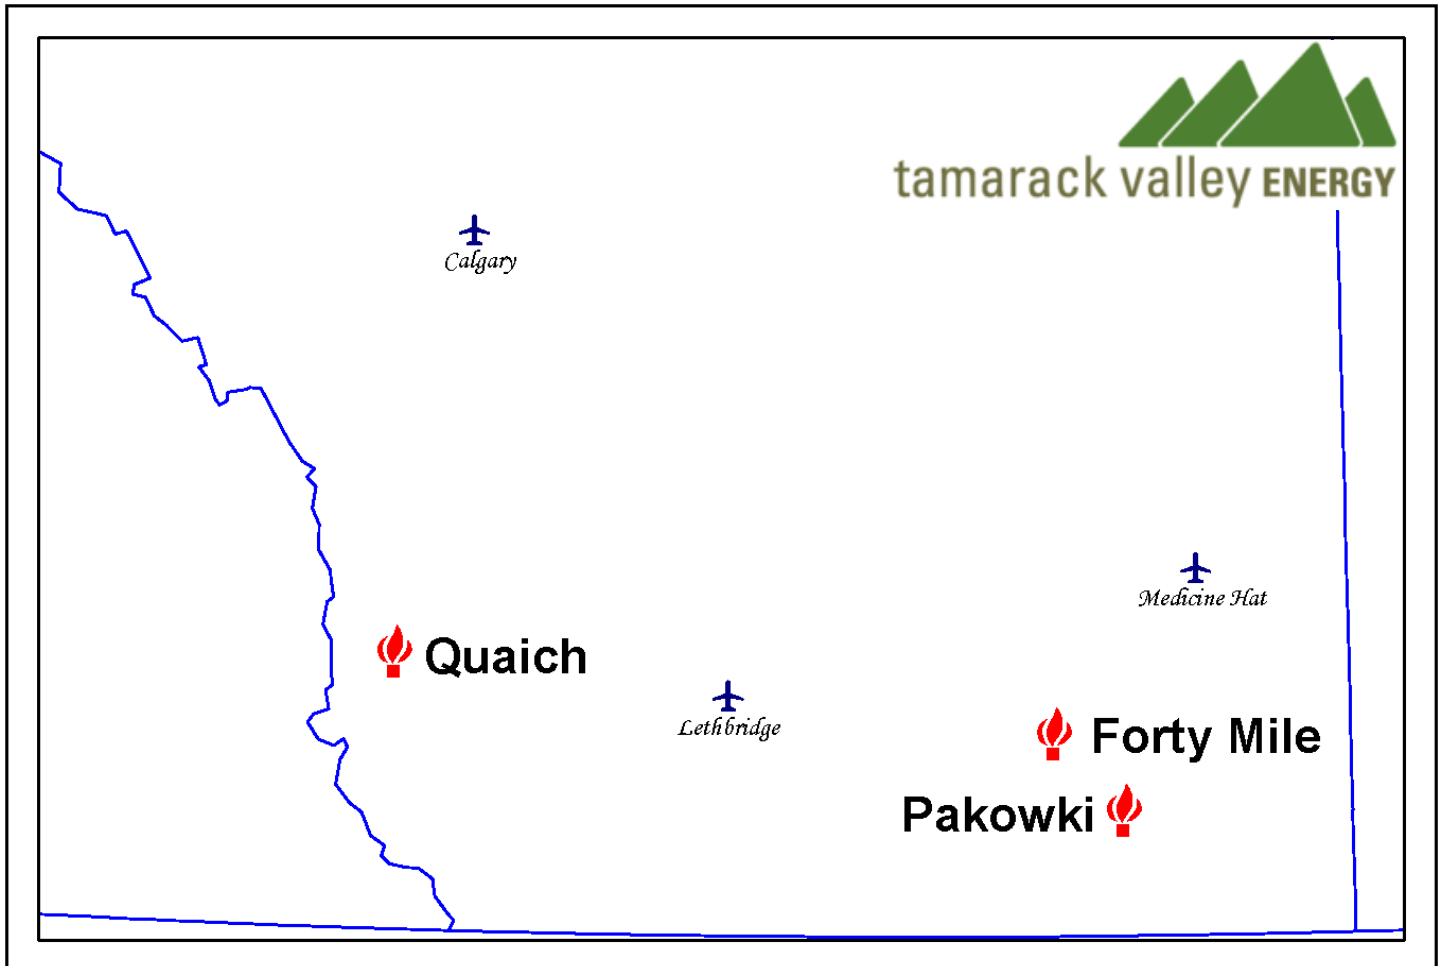 tamarack valley ENERGY
Calgary
Medicine Hat
Quaich
Lethbridge
Forty Mile
Pakowki